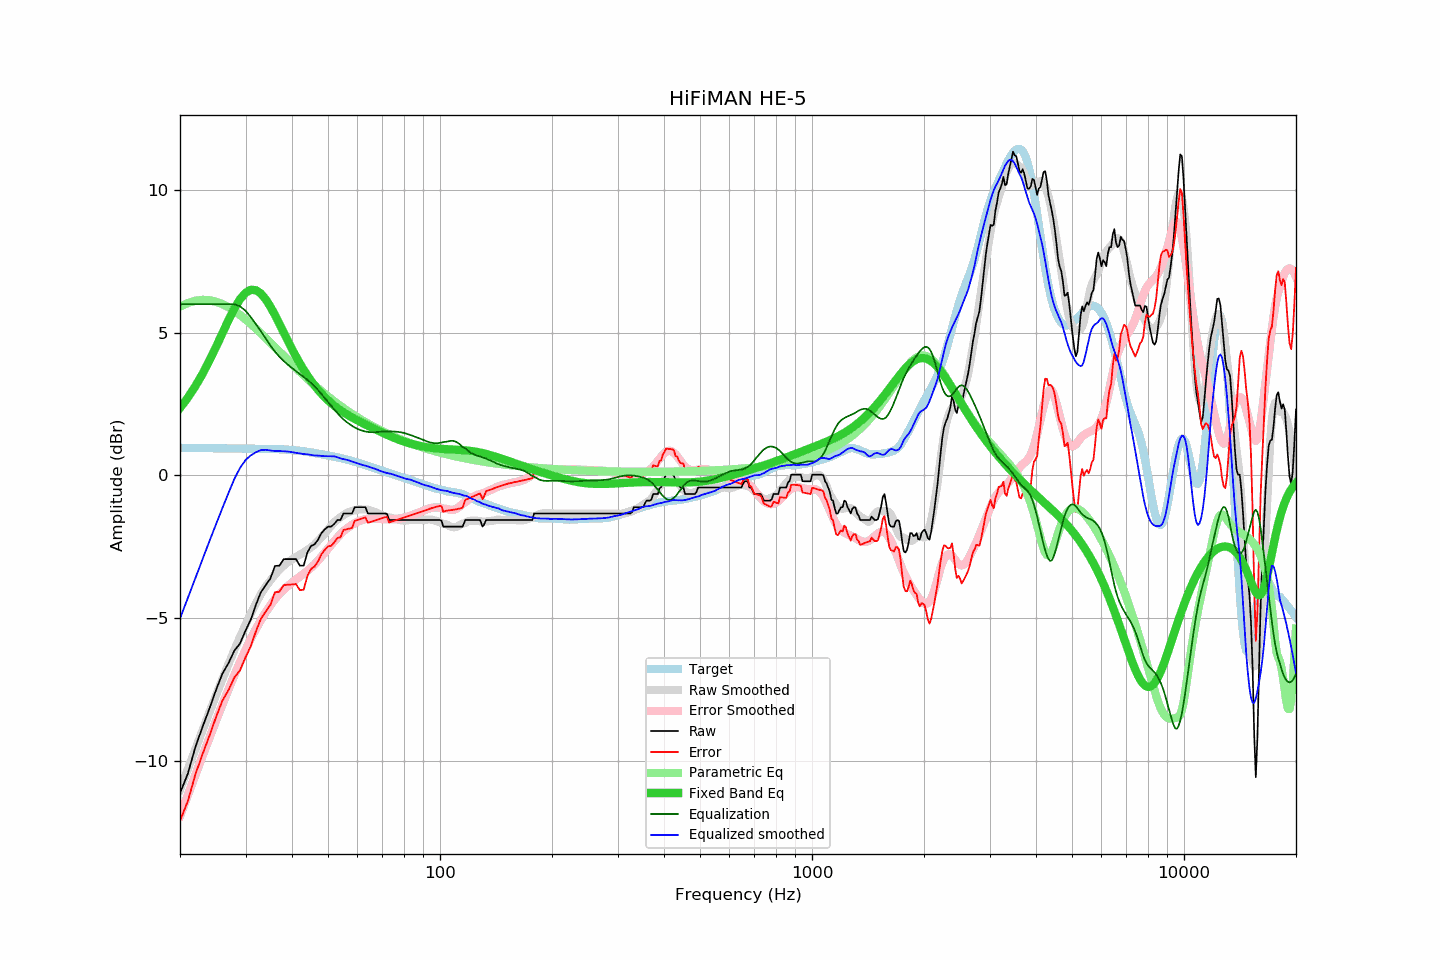 HiFiMAN HE-5
10
5
0
−5
−10
Amplitude (dBr)
Target
Raw Smoothed
Error Smoothed
Raw
Error
Parametric Eq
Fixed Band Eq
Equalization
Equalized smoothed
100
1000
10000
Frequency (Hz)